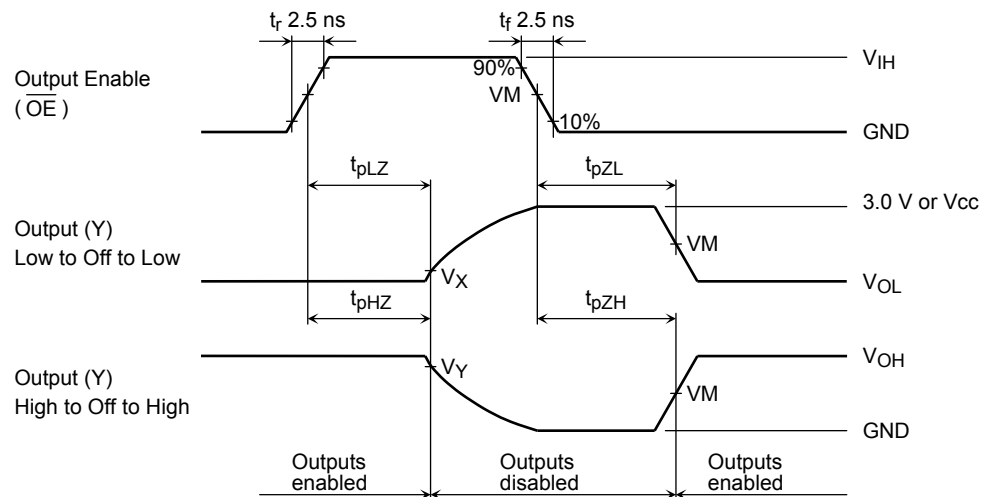 tr 2.5 ns
tf 2.5 ns
Output Enable
( OE )
90%
VM
10%
VIH
GND
tpLZ
tpZL
3.0 V or Vcc
Output (Y)
Low to Off to Low
VX
VM
VOL
tpHZ
tpZH
VOH
Output (Y)
High to Off to High
VY
VM
GND
Outputs
enabled
Outputs
disabled
Outputs
enabled